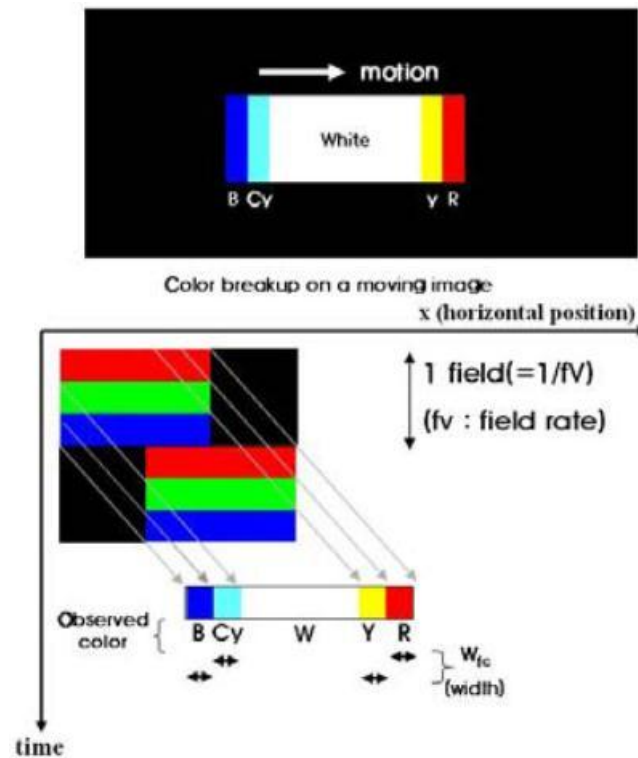 motion
White
B Cy y R
Color breakup on a moving image
x (horizontal position)
1 field(=1/fV)
(fv : field rate)
Observed
color
B Cy W Y R
Wfc
(width)
time